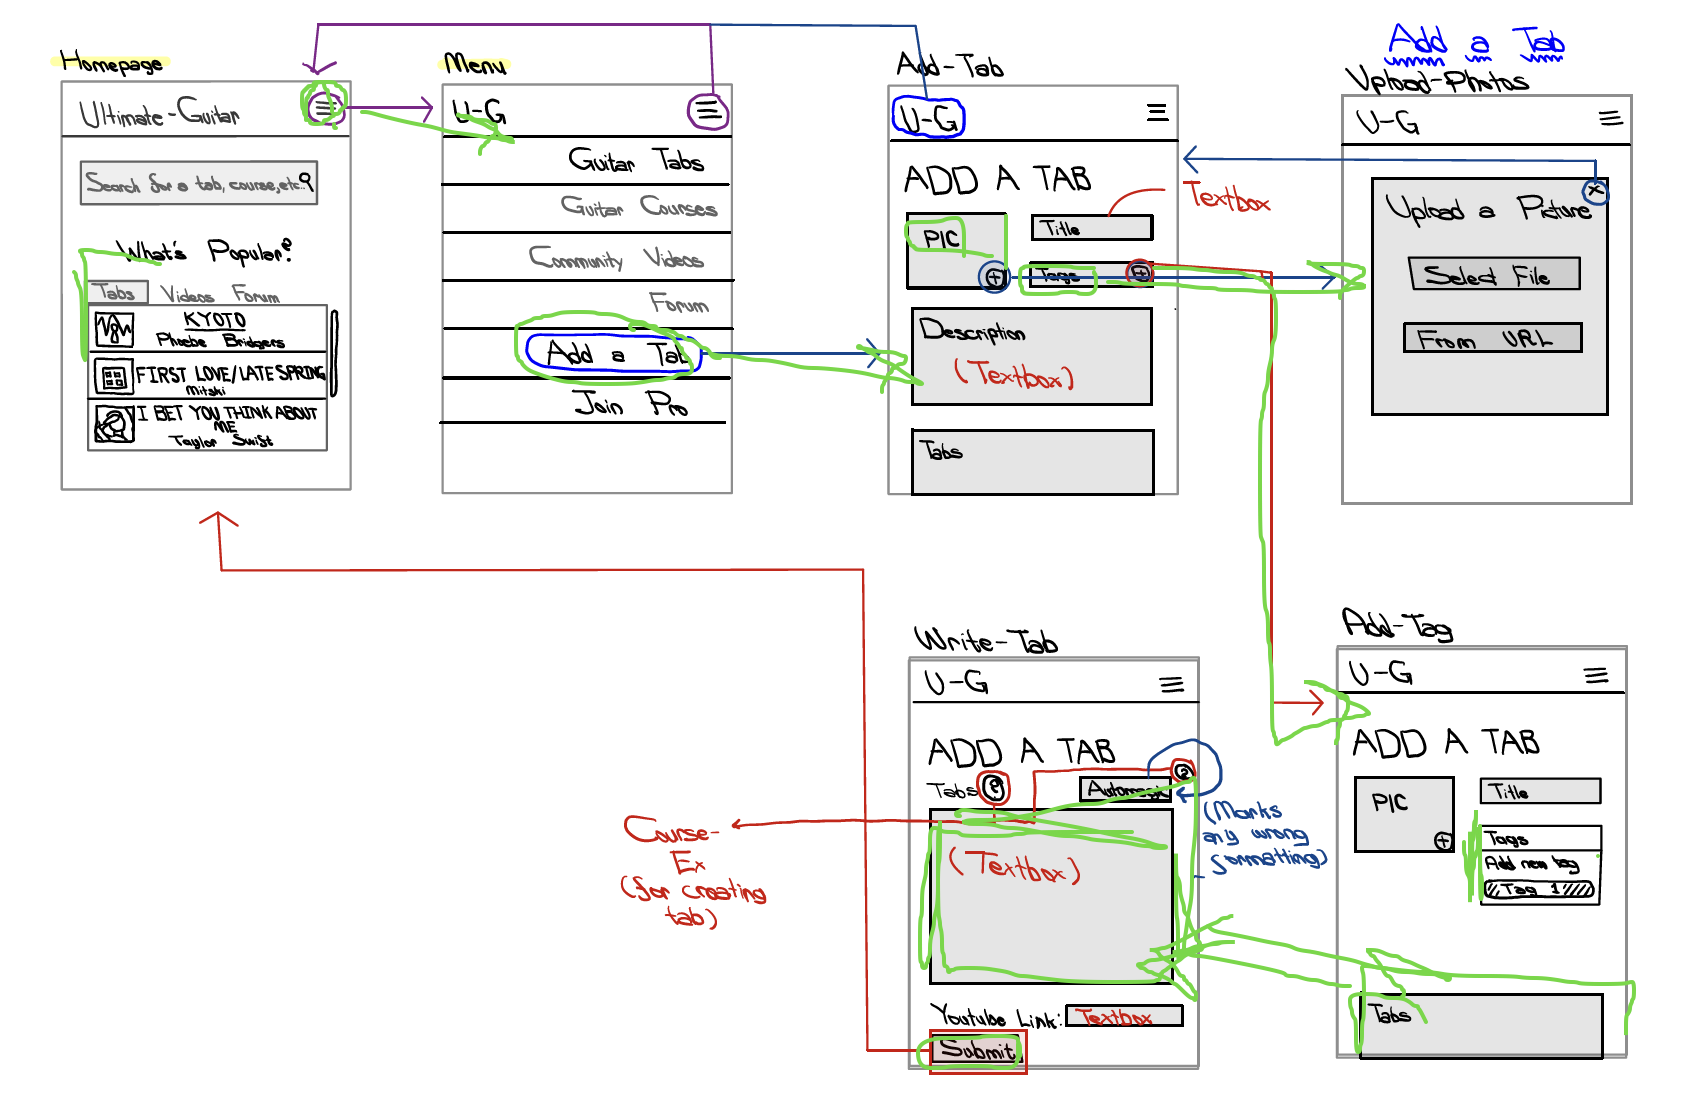 Add a Tab
Homepage
Ultimate-Guitar
Search for a tab, course, etc..
What's Popular?
Tabs Videos Forum
KYOTO
Phoebe Bridgers
FIRST LOVE/LATE SPRING
Mitski
I BET YOU THINK ABOUT
ME
Taylor Swift
Menu
U-G
Guitar Tabs
Guitar Courses
Community Videos
Forum
Add a Tab
Join Pro
Add-Tab
U-G
ADD A TAB
Textbox
PIC
Title
Tags
Description
(Textbox)
Tabs
Upload-Photos
U-G
x
Upload a Picture
Select File
From URL
Write-Tab
U-G
ADD A TAB
Tabs ?
Automagic
(Marks
any wrong
formatting)
(Textbox)
Course-
Ex
(for creating
tab)
Youtube Link: Textbox
Submit
Add-Tag
U-G
ADD A TAB
PIC
Title
Tags
Add new tag
Tag 1
Tabs